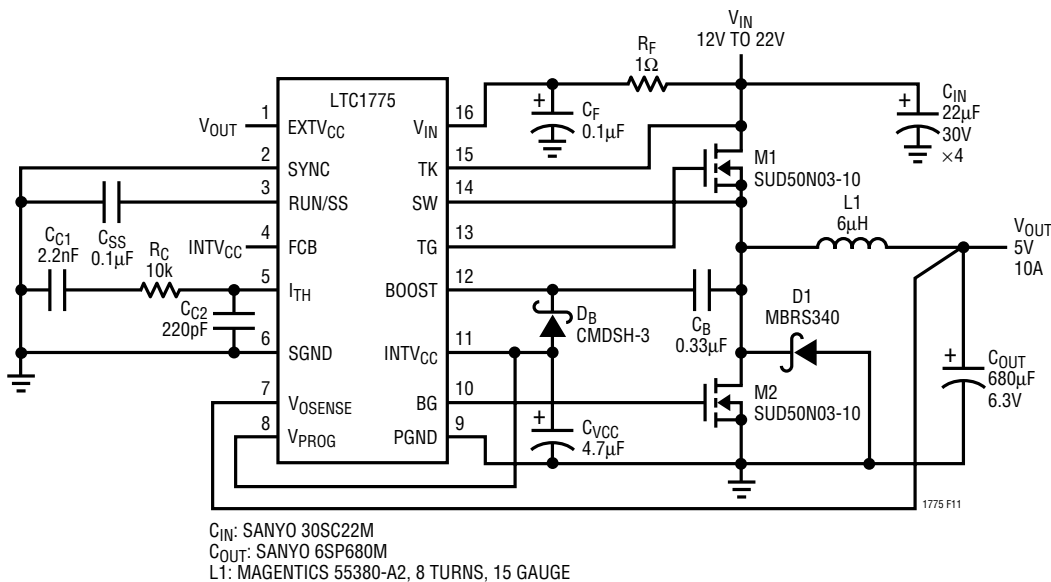 V_IN
12V TO 22V
R_F
1Ω
LTC1775
C_F
0.1µF
C_IN
22µF
30V
×4
V_OUT
1
EXTV_CC
V_IN
16
2
SYNC
TK
15
M1
SUD50N03-10
3
RUN/SS
SW
14
L1
6µH
V_OUT
5V
10A
C_C1
2.2nF
C_SS
0.1µF
R_C
10k
INTV_CC
4
FCB
TG
13
5
I_TH
BOOST
12
C_C2
220pF
D_B
CMDSH-3
C_B
0.33µF
D1
MBRS340
6
SGND
INTV_CC
11
C_OUT
680µF
6.3V
7
V_OSENSE
BG
10
M2
SUD50N03-10
8
V_PROG
PGND
9
C_VCC
4.7µF
1775 F11
C_IN: SANYO 30SC22M
C_OUT: SANYO 6SP680M
L1: MAGENTICS 55380-A2, 8 TURNS, 15 GAUGE